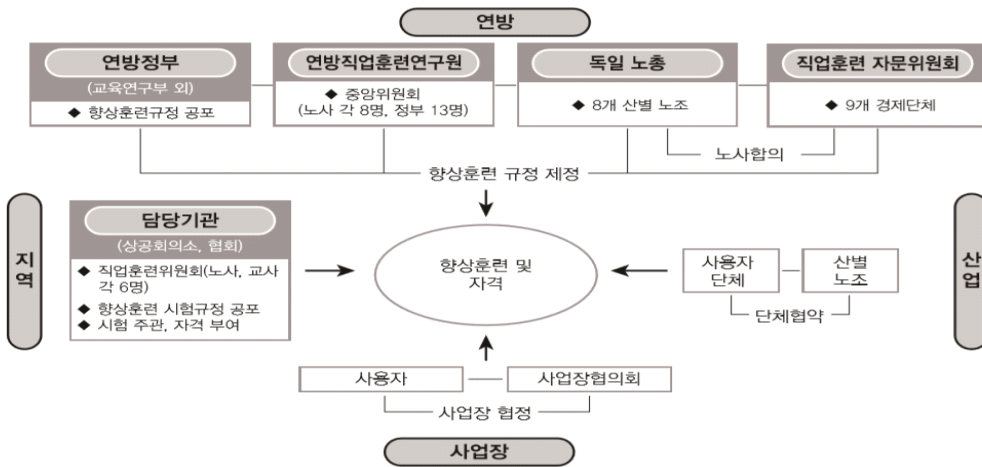 연방
연방정부
(교육연구부 외)
◆ 향상훈련규정 공포
연방직업훈련연구원
◆ 중앙위원회
(노사 각 8명, 정부 13명)
독일 노총
◆ 8개 산별 노조
직업훈련 자문위원회
◆ 9개 경제단체
노사합의
향상훈련 규정 제정
지역
담당기관
(상공회의소, 협회)
◆ 직업훈련위원회(노사, 교사
각 6명)
◆ 향상훈련 시험규정 공포
◆ 시험 주관, 자격 부여
향상훈련 및
자격
사용자
단체
산별
노조
단체협약
산업
사용자
사업장협의회
사업장 협정
사업장